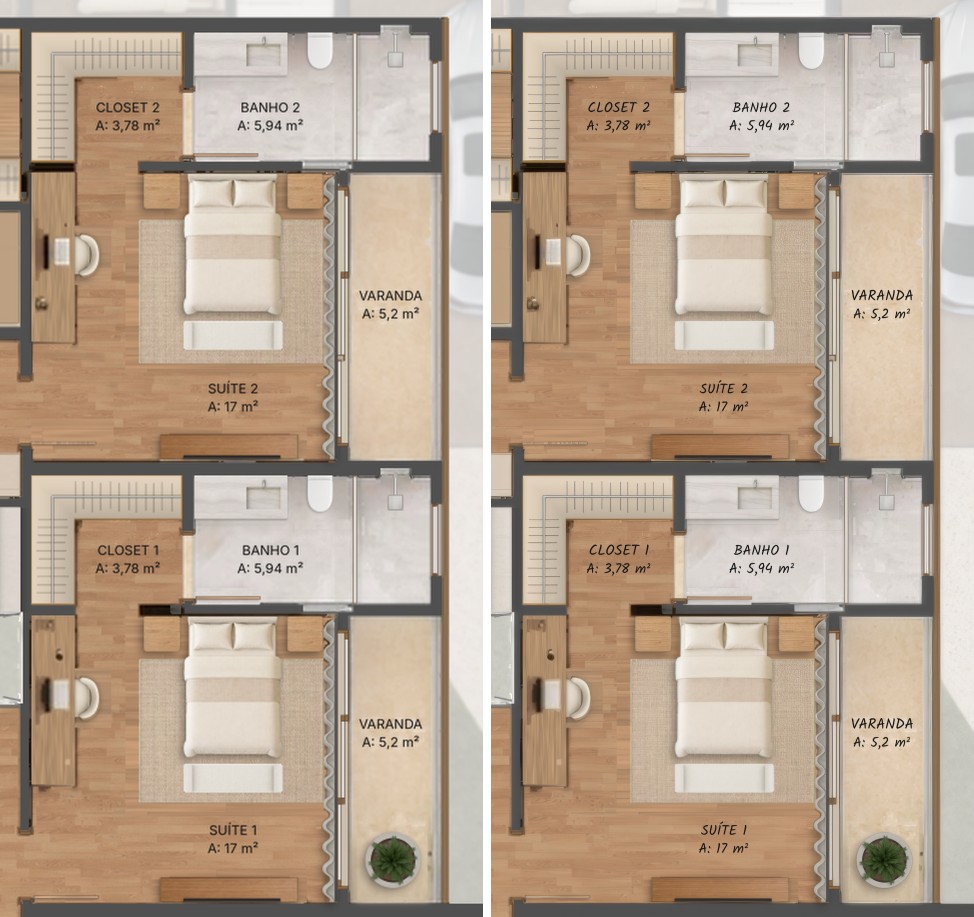 CLOSET 2
A: 3,78 m²
BANHO 2
A: 5,94 m²
VARANDA
A: 5,2 m²
SUÍTE 2
A: 17 m²
CLOSET 1
A: 3,78 m²
BANHO 1
A: 5,94 m²
VARANDA
A: 5,2 m²
SUÍTE 1
A: 17 m²
CLOSET 2
A: 3,78 m²
BANHO 2
A: 5,94 m²
VARANDA
A: 5,2 m²
SUÍTE 2
A: 17 m²
CLOSET 1
A: 3,78 m²
BANHO 1
A: 5,94 m²
VARANDA
A: 5,2 m²
SUÍTE 1
A: 17 m²